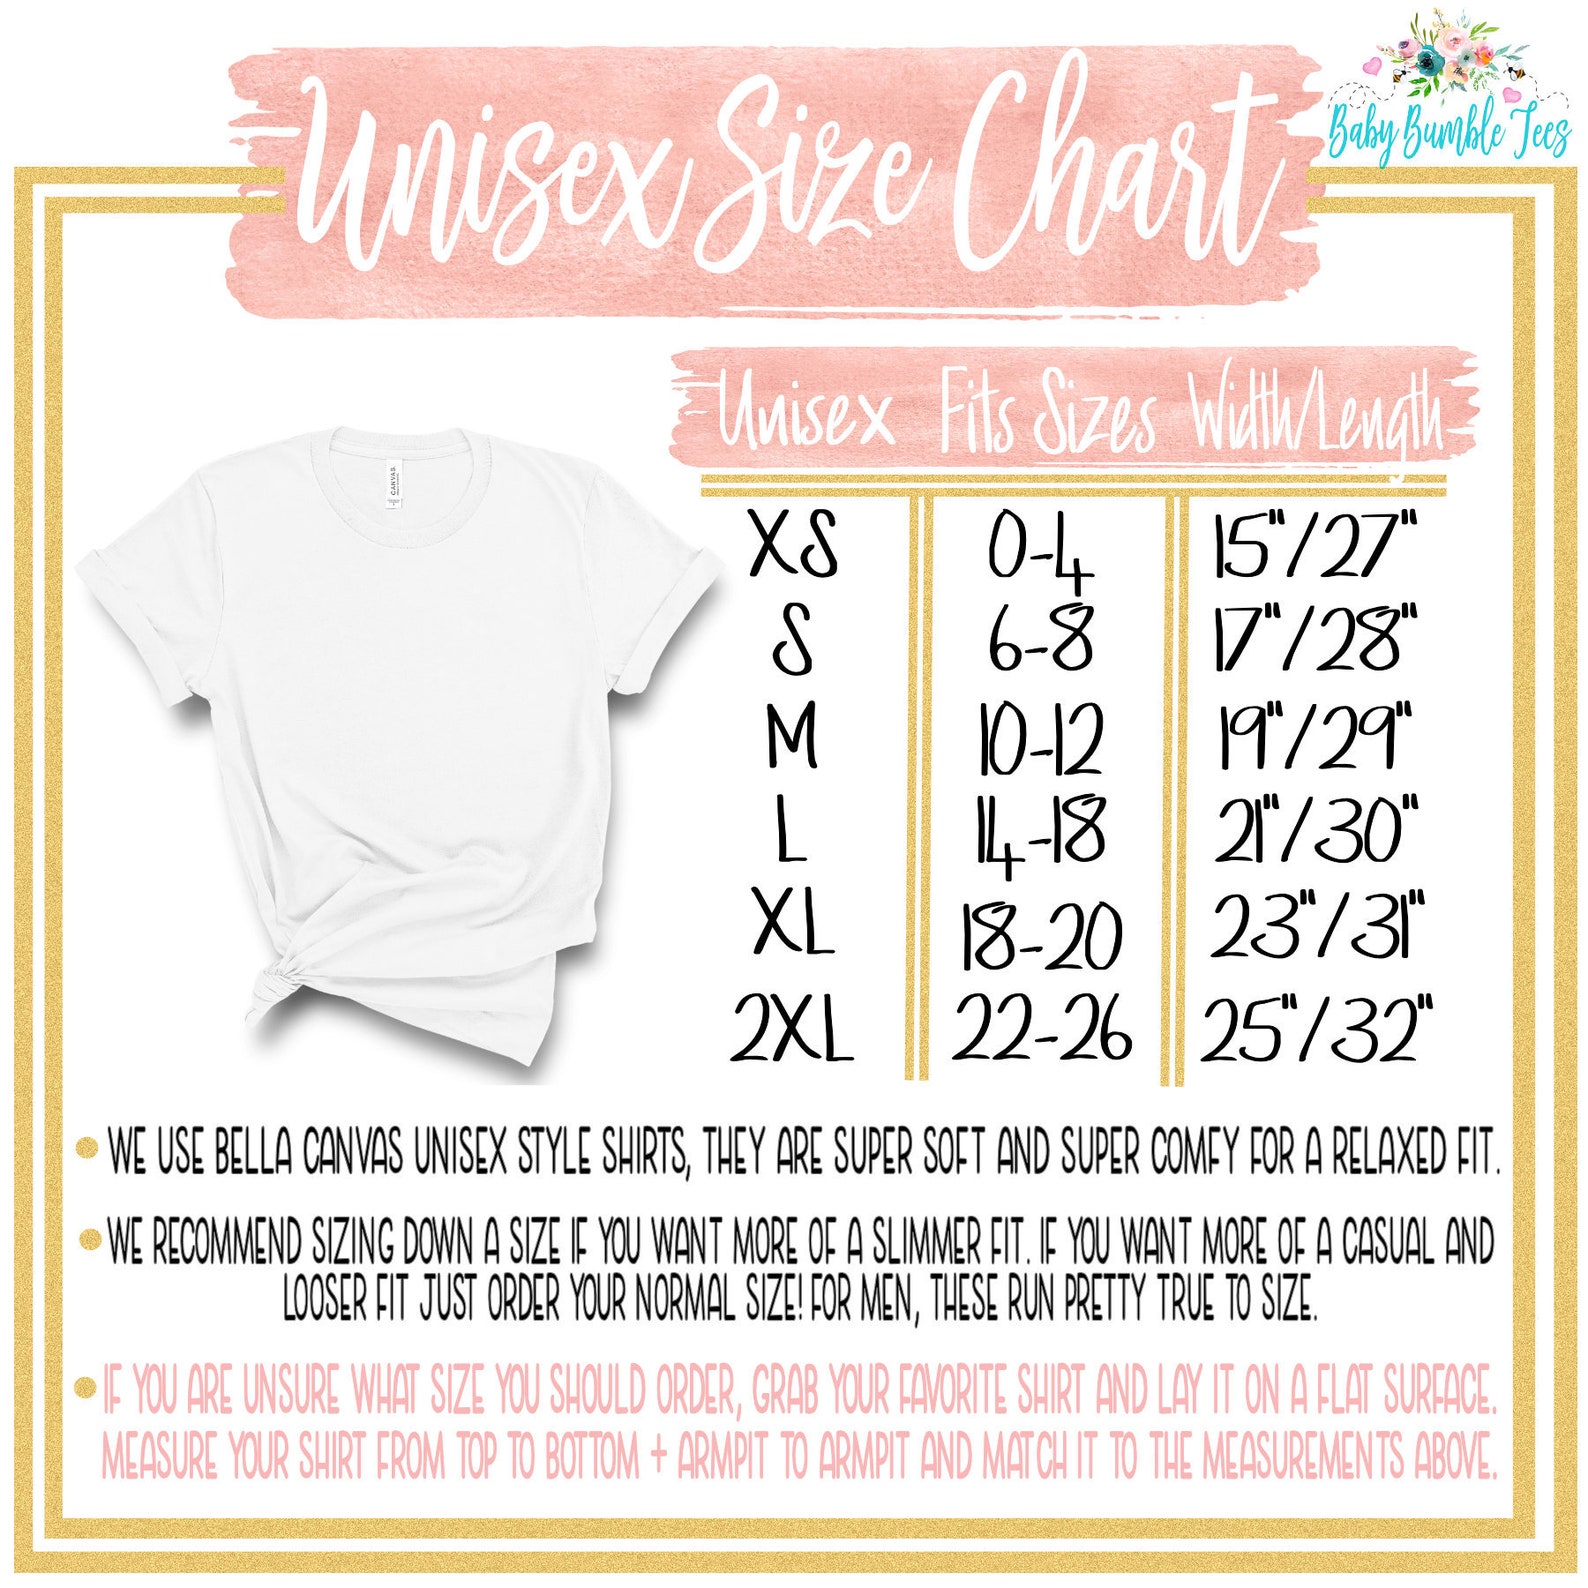 Unisex Size Chart
Baby Bumble Tees
Unisex Fits Sizes Width/Length
CANVAS
XS 0-4 15"/27"
S 6-8 17"/28"
M 10-12 19"/29"
L 14-18 21"/30"
XL 18-20 23"/31"
2XL 22-26 25"/32"
WE USE BELLA CANVAS UNISEX STYLE SHIRTS, THEY ARE SUPER SOFT AND SUPER COMFY FOR A RELAXED FIT.
WE RECOMMEND SIZING DOWN A SIZE IF YOU WANT MORE OF A SLIMMER FIT. IF YOU WANT MORE OF A CASUAL AND
LOOSER FIT JUST ORDER YOUR NORMAL SIZE! FOR MEN, THESE RUN PRETTY TRUE TO SIZE.
IF YOU ARE UNSURE WHAT SIZE YOU SHOULD ORDER, GRAB YOUR FAVORITE SHIRT AND LAY IT ON A FLAT SURFACE.
MEASURE YOUR SHIRT FROM TOP TO BOTTOM + ARMPIT TO ARMPIT AND MATCH IT TO THE MEASUREMENTS ABOVE.